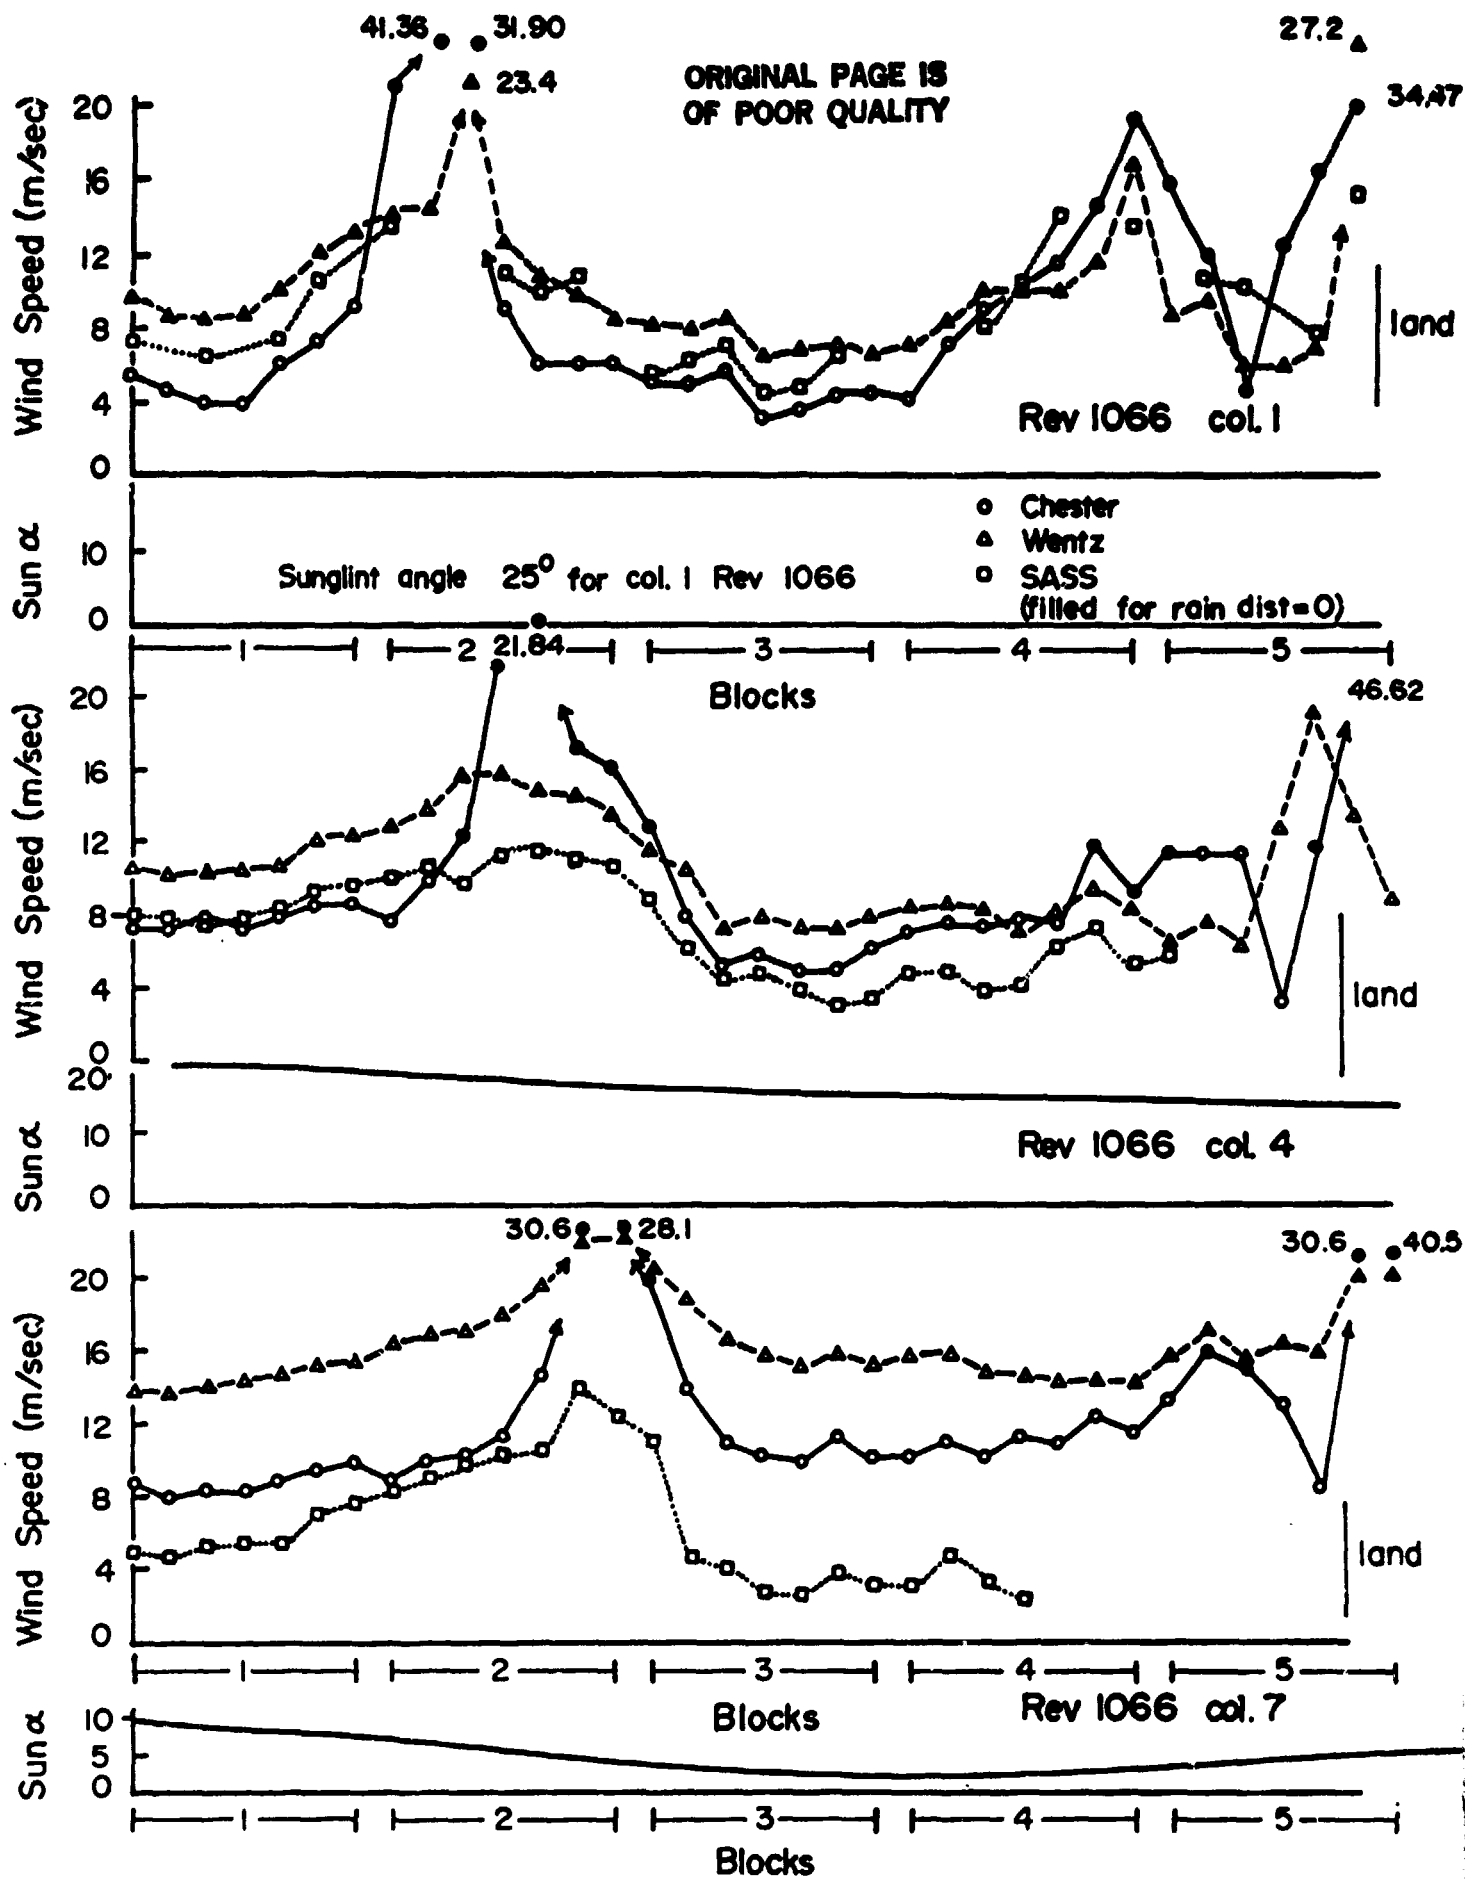 41.36 31.90 27.2
23.4
ORIGINAL PAGE IS
OF POOR QUALITY
34.47
Wind Speed (m/sec)
20
16
12
8
4
0
land
Rev 1066 col. 1
Sun α
10
0
Sunglint angle 25° for col. 1 Rev 1066
Chester
Wentz
SASS
(filled for rain dist=0)
1 2 3 4 5
Blocks
21.84
46.62
Wind Speed (m/sec)
20
16
12
8
4
0
land
Sun α
20
10
0
Rev 1066 col. 4
30.6 28.1 30.6 40.5
Wind Speed (m/sec)
20
16
12
8
4
0
land
1 2 3 4 5
Blocks
Rev 1066 col. 7
Sun α
10
5
0
1 2 3 4 5
Blocks